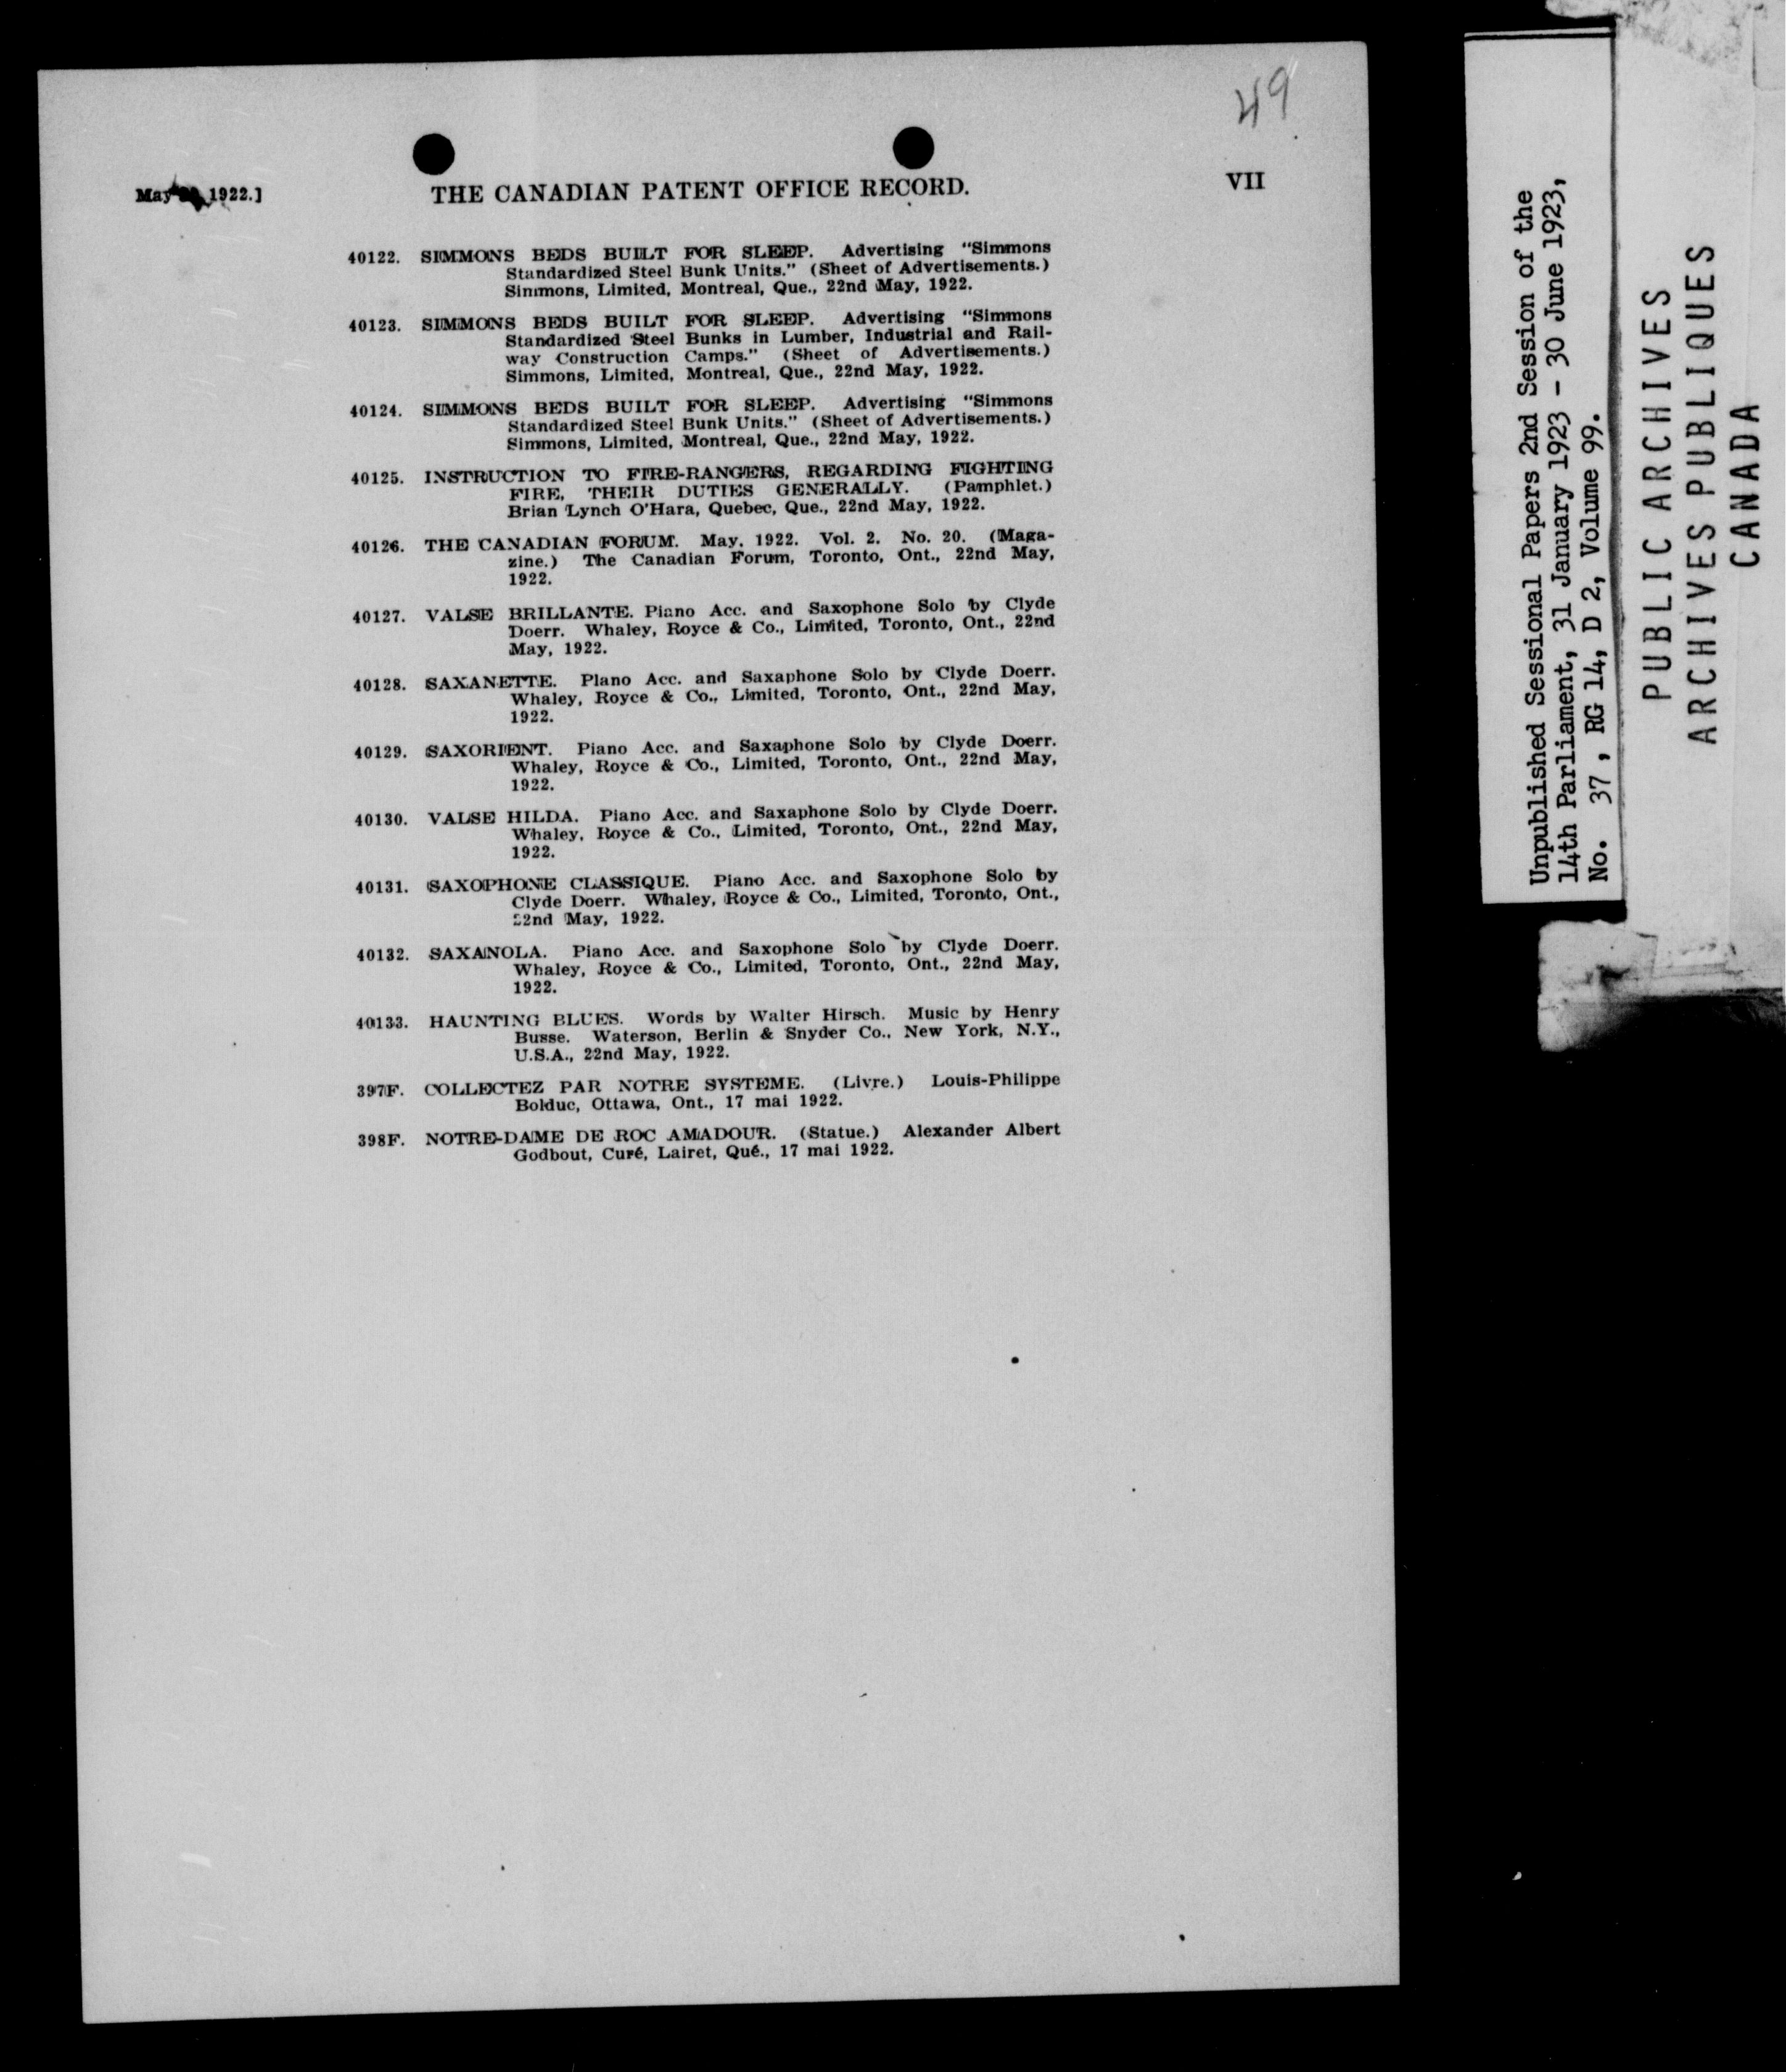 49
May 1922.]
THE CANADIAN PATENT OFFICE RECORD.
VII
40122. SIMMONS BEDS BUILT FOR SLEEP. Advertising "Simmons
Standardized Steel Bunk Units." (Sheet of Advertisements.)
Simmons, Limited, Montreal, Que., 22nd May, 1922.
40123. SIMMONS BEDS BUILT FOR SLEEP. Advertising "Simmons
Standardized Steel Bunks in Lumber, Industrial and Rail-
way Construction Camps." (Sheet of Advertisements.)
Simmons, Limited, Montreal, Que., 22nd May, 1922.
40124. SIMMONS BEDS BUILT FOR SLEEP. Advertising "Simmons
Standardized Steel Bunk Units." (Sheet of Advertisements.)
Simmons, Limited, Montreal, Que., 22nd May, 1922.
40125. INSTRUCTION TO FIRE-RANGERS, REGARDING FIGHTING
FIRE, THEIR DUTIES GENERALLY. (Pamphlet.)
Brian Lynch O'Hara, Quebec, Que., 22nd May, 1922.
40126. THE CANADIAN FORUM. May, 1922. Vol. 2. No. 20. (Maga-
zine.) The Canadian Forum, Toronto, Ont., 22nd May,
1922.
40127. VALSE BRILLANTE. Piano Acc. and Saxophone Solo by Clyde
Doerr. Whaley, Royce & Co., Limited, Toronto, Ont., 22nd
May, 1922.
40128. SAXANETTE. Piano Acc. and Saxaphone Solo by Clyde Doerr.
Whaley, Royce & Co., Limited, Toronto, Ont., 22nd May,
1922.
40129. SAXORIENT. Piano Acc. and Saxaphone Solo by Clyde Doerr.
Whaley, Royce & Co., Limited, Toronto, Ont., 22nd May,
1922.
40130. VALSE HILDA. Piano Acc. and Saxaphone Solo by Clyde Doerr.
Whaley, Royce & Co., Limited, Toronto, Ont., 22nd May,
1922.
40131. SAXOPHONE CLASSIQUE. Piano Acc. and Saxophone Solo by
Clyde Doerr. Whaley, Royce & Co., Limited, Toronto, Ont.,
22nd May, 1922.
40132. SAXANOLA. Piano Acc. and Saxophone Solo by Clyde Doerr.
Whaley, Royce & Co., Limited, Toronto, Ont., 22nd May,
1922.
40133. HAUNTING BLUES. Words by Walter Hirsch. Music by Henry
Busse. Waterson, Berlin & Snyder Co., New York, N.Y.,
U.S.A., 22nd May, 1922.
397F. COLLECTEZ PAR NOTRE SYSTEME. (Livre.) Louis-Philippe
Bolduc, Ottawa, Ont., 17 mai 1922.
398F. NOTRE-DAME DE ROC AMADOUR. (Statue.) Alexander Albert
Godbout, Curé, Lairet, Qué., 17 mai 1922.
Unpublished Sessional Papers 2nd Session of the
14th Parliament, 31 January 1923 - 30 June 1923,
No. 37, RG 14, D 2, Volume 99.
PUBLIC ARCHIVES
ARCHIVES PUBLIQUES
CANADA